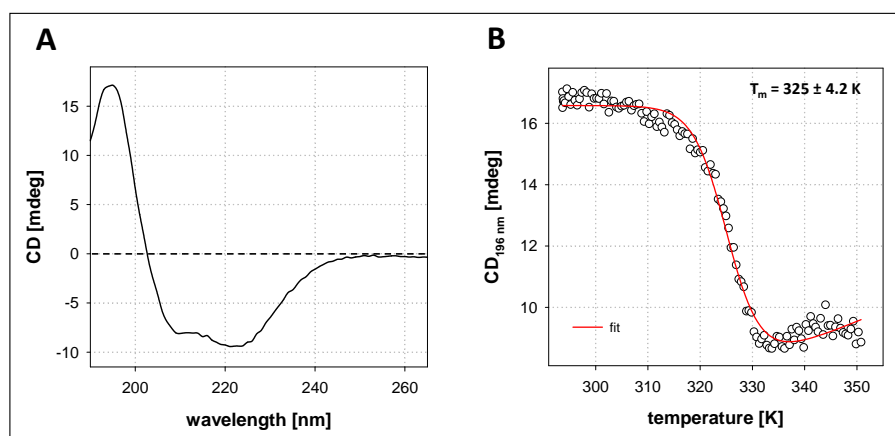 A
CD [mdeg]
15
10
5
0
-5
-10
200
220
240
260
wavelength [nm]
B
T_m = 325 ± 4.2 K
CD_196 nm [mdeg]
16
14
12
10
fit
300
310
320
330
340
350
temperature [K]